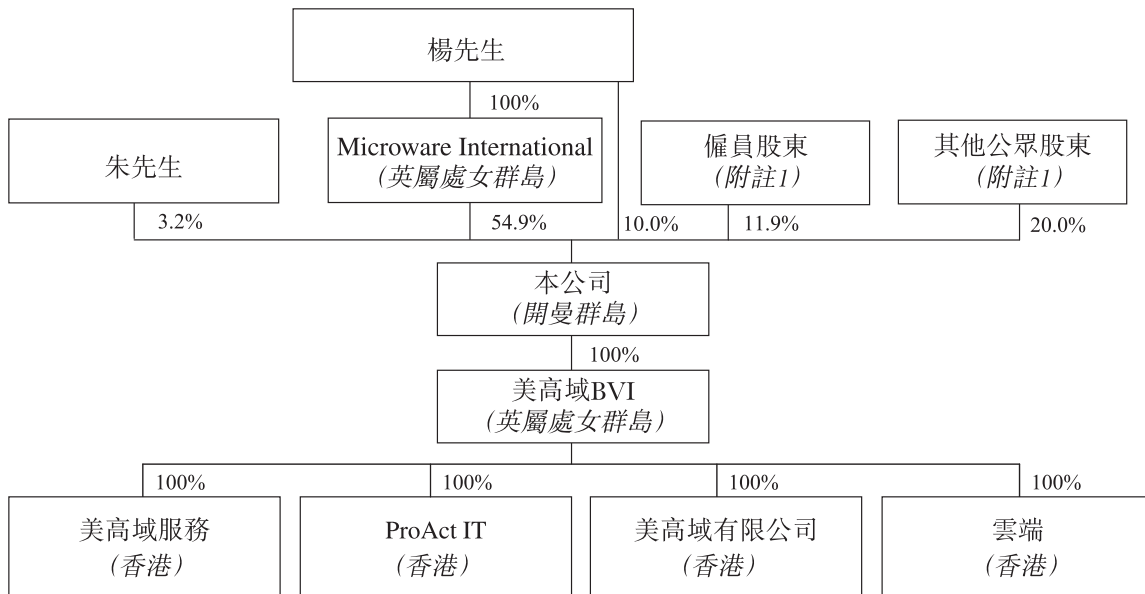 楊先生
100%
朱先生
Microware International
(英屬處女群島)
僱員股東
(附註1)
其他公眾股東
(附註1)
3.2%
54.9%
10.0%
11.9%
20.0%
本公司
(開曼群島)
100%
美高域BVI
(英屬處女群島)
100%
100%
100%
100%
美高域服務
(香港)
ProAct IT
(香港)
美高域有限公司
(香港)
雲端
(香港)